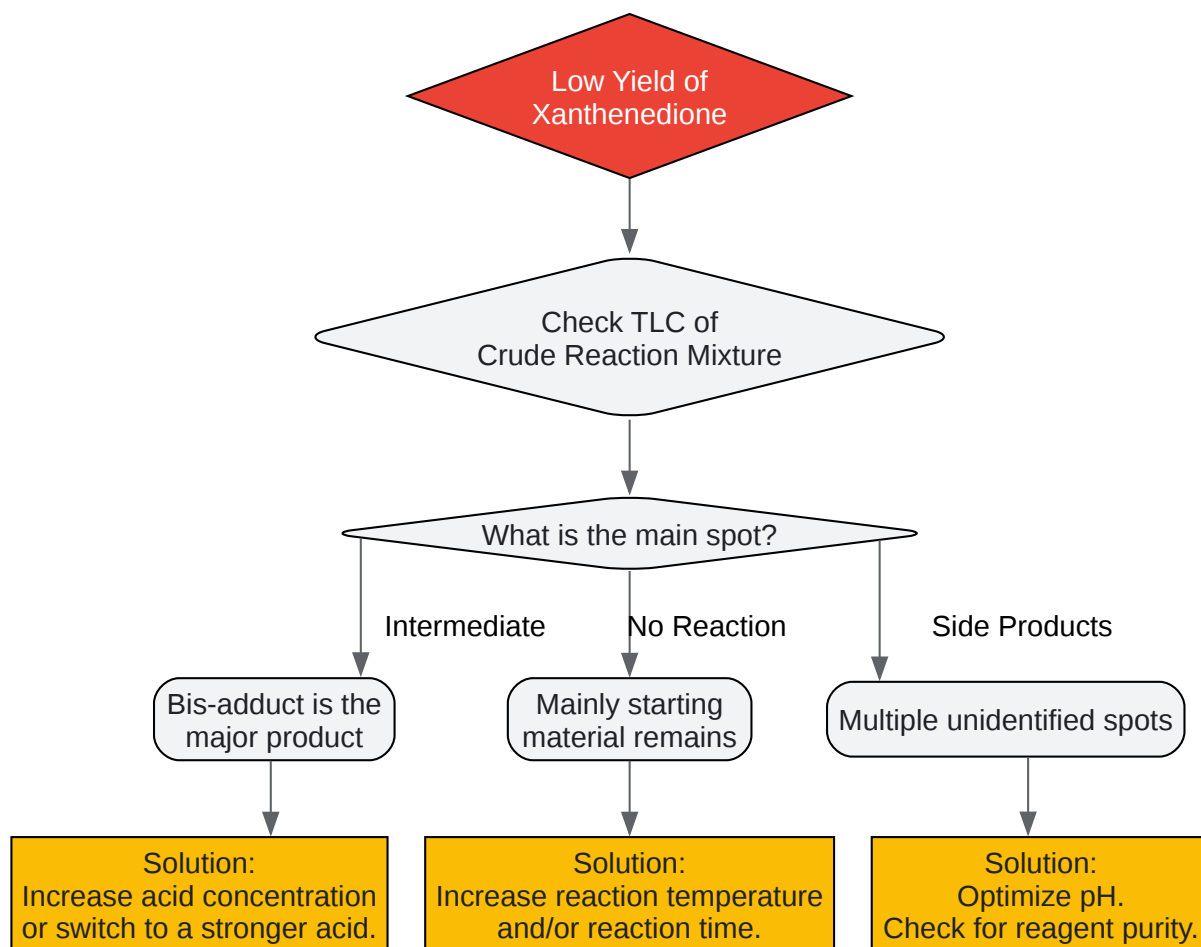 Low Yield of
Xanthenedione
Check TLC of
Crude Reaction Mixture
What is the main spot?
Intermediate
No Reaction
Side Products
Bis-adduct is the
major product
Mainly starting
material remains
Multiple unidentified spots
Solution:
Increase acid concentration
or switch to a stronger acid.
Solution:
Increase reaction temperature
and/or reaction time.
Solution:
Optimize pH.
Check for reagent purity.